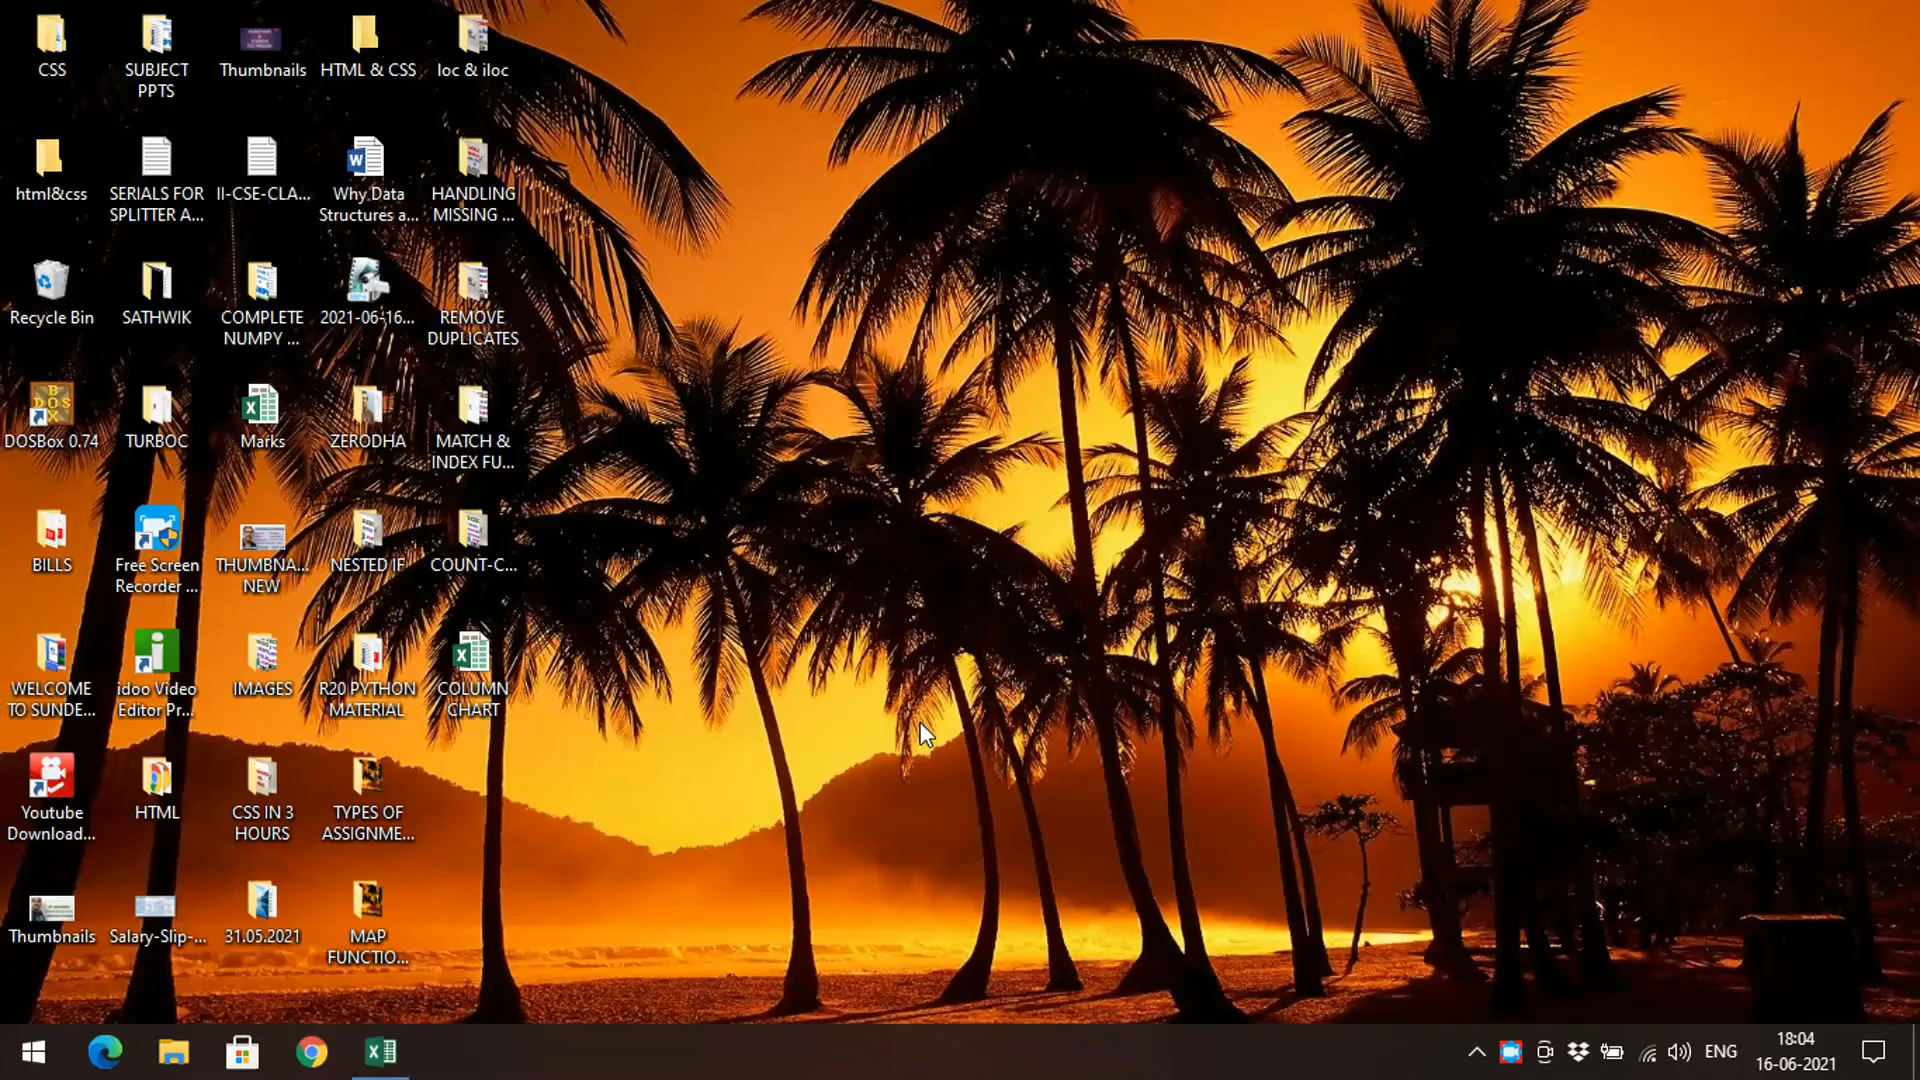 CSS
SUBJECT
PPTS
Thumbnails
HTML & CSS
loc & iloc
html&css
SERIALS FOR
SPLITTER A...
II-CSE-CLA...
Why Data
Structures a...
HANDLING
MISSING ...
Recycle Bin
SATHWIK
COMPLETE
NUMPY ...
2021-06-16...
REMOVE
DUPLICATES
DOSBox 0.74
TURBOC
Marks
ZERODHA
MATCH &
INDEX FU...
BILLS
Free Screen
Recorder ...
THUMBNA...
NEW
NESTED IF
COUNT-C...
WELCOME
TO SUNDE...
idoo Video
Editor Pr...
IMAGES
R20 PYTHON
MATERIAL
COLUMN
CHART
Youtube
Download...
HTML
CSS IN 3
HOURS
TYPES OF
ASSIGNME...
Thumbnails
Salary-Slip-...
31.05.2021
MAP
FUNCTIO...
ENG
18:04
16-06-2021